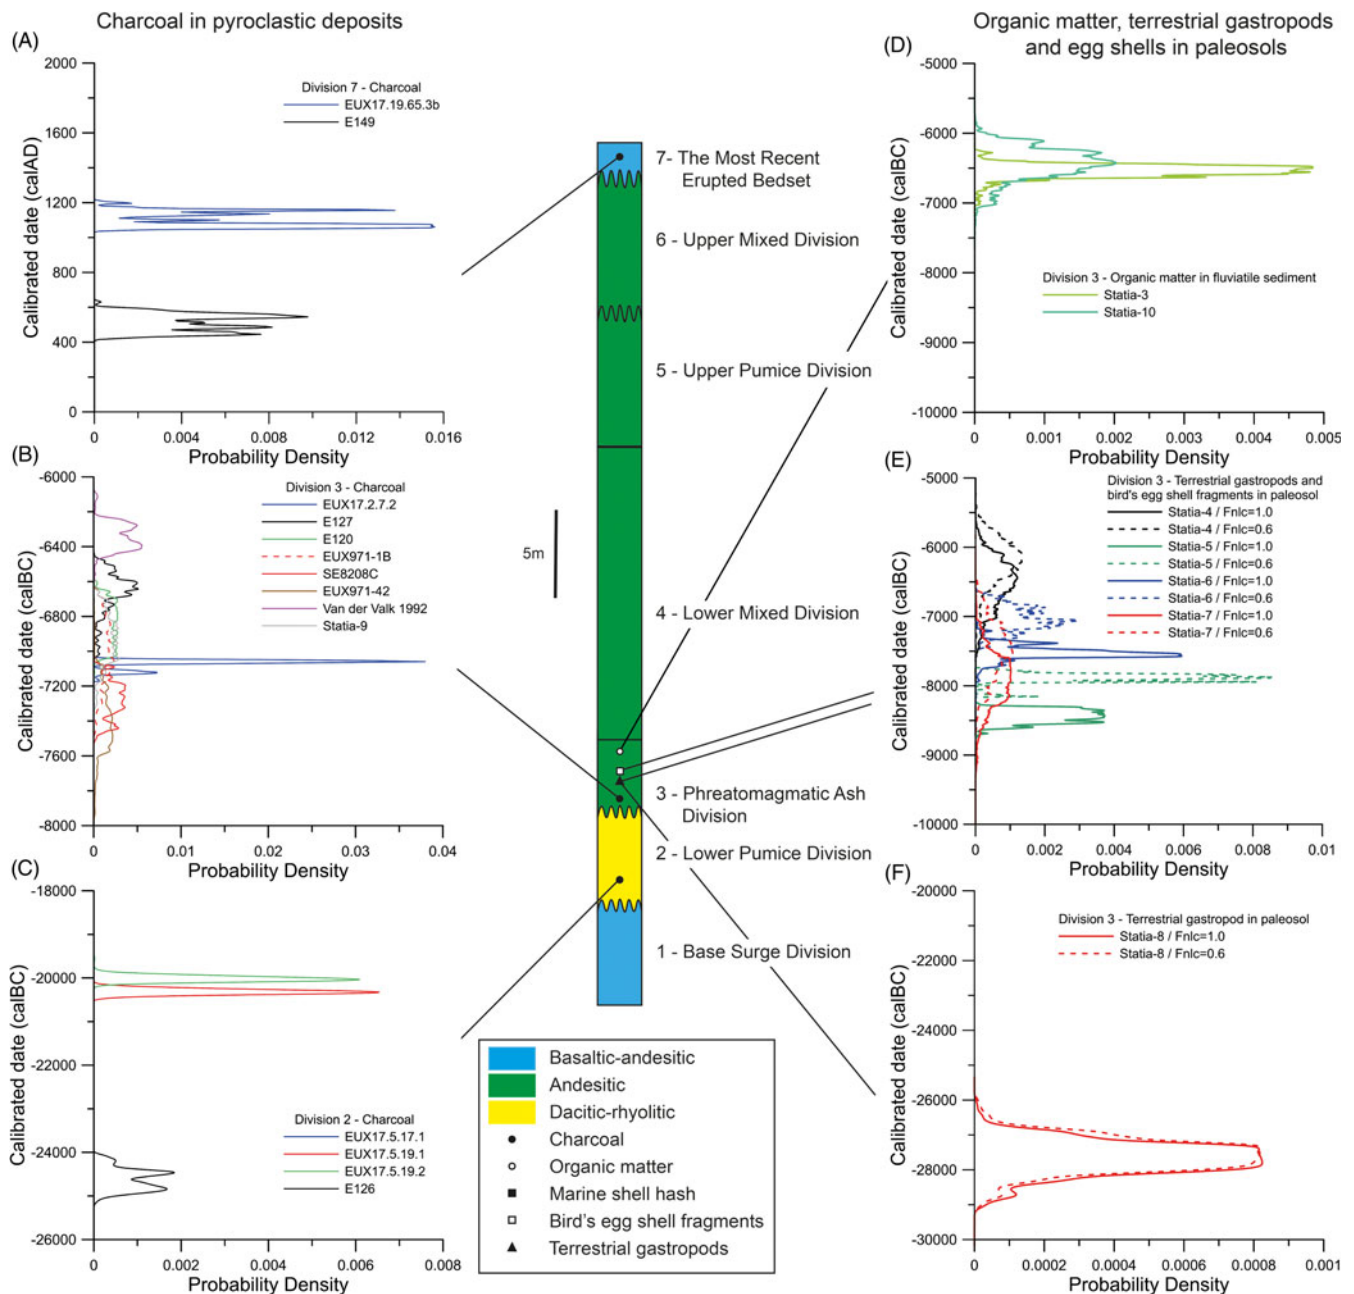 Charcoal in pyroclastic deposits
Organic matter, terrestrial gastropods
and egg shells in paleosols
(A)
Calibrated date (calAD)
2000
1600
1200
800
400
0
0
0.004
0.008
0.012
0.016
Probability Density
Division 7 - Charcoal
EUX17.19.65.3b
E149
(B)
Calibrated date (calBC)
-6000
-6400
-6800
-7200
-7600
-8000
0
0.01
0.02
0.03
0.04
Probability Density
Division 3 - Charcoal
EUX17.2.7.2
E127
E120
EUX971-1B
SE8208C
EUX971-42
Van der Valk 1992
Statia-9
(C)
Calibrated date (calBC)
-18000
-20000
-22000
-24000
-26000
0
0.002
0.004
0.006
0.008
Probability Density
Division 2 - Charcoal
EUX17.5.17.1
EUX17.5.19.1
EUX17.5.19.2
E126
5m
7- The Most Recent
Erupted Bedset
6 - Upper Mixed Division
5 - Upper Pumice Division
4 - Lower Mixed Division
3 - Phreatomagmatic Ash
Division
2 - Lower Pumice Division
1 - Base Surge Division
Basaltic-andesitic
Andesitic
Dacitic-rhyolitic
Charcoal
Organic matter
Marine shell hash
Bird's egg shell fragments
Terrestrial gastropods
(D)
Calibrated date (calBC)
-5000
-6000
-7000
-8000
-9000
-10000
0
0.001
0.002
0.003
0.004
0.005
Probability Density
Division 3 - Organic matter in fluviatile sediment
Statia-3
Statia-10
(E)
Calibrated date (calBC)
-5000
-6000
-7000
-8000
-9000
-10000
0
0.002
0.004
0.006
0.008
0.01
Probability Density
Division 3 - Terrestrial gastropods and
bird's egg shell fragments in paleosol
Statia-4 / Fnlc=1.0
Statia-4 / Fnlc=0.6
Statia-5 / Fnlc=1.0
Statia-5 / Fnlc=0.6
Statia-6 / Fnlc=1.0
Statia-6 / Fnlc=0.6
Statia-7 / Fnlc=1.0
Statia-7 / Fnlc=0.6
(F)
Calibrated date (calBC)
-20000
-22000
-24000
-26000
-28000
-30000
0
0.0002
0.0004
0.0006
0.0008
0.001
Probability Density
Division 3 - Terrestrial gastropod in paleosol
Statia-8 / Fnlc=1.0
Statia-8 / Fnlc=0.6